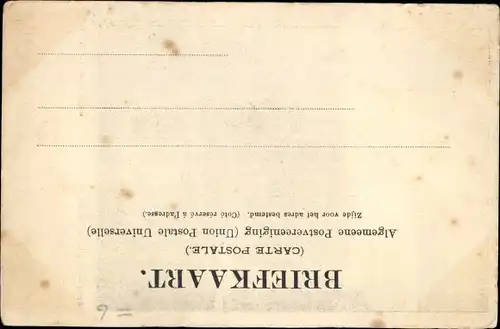 BRIEFKAART.
(CARTE POSTALE.)
Algemeene Postvereeniging (Union Postale Universelle)
Zijde voor het adres bestemd. (Coté réservé à l'adresse.)